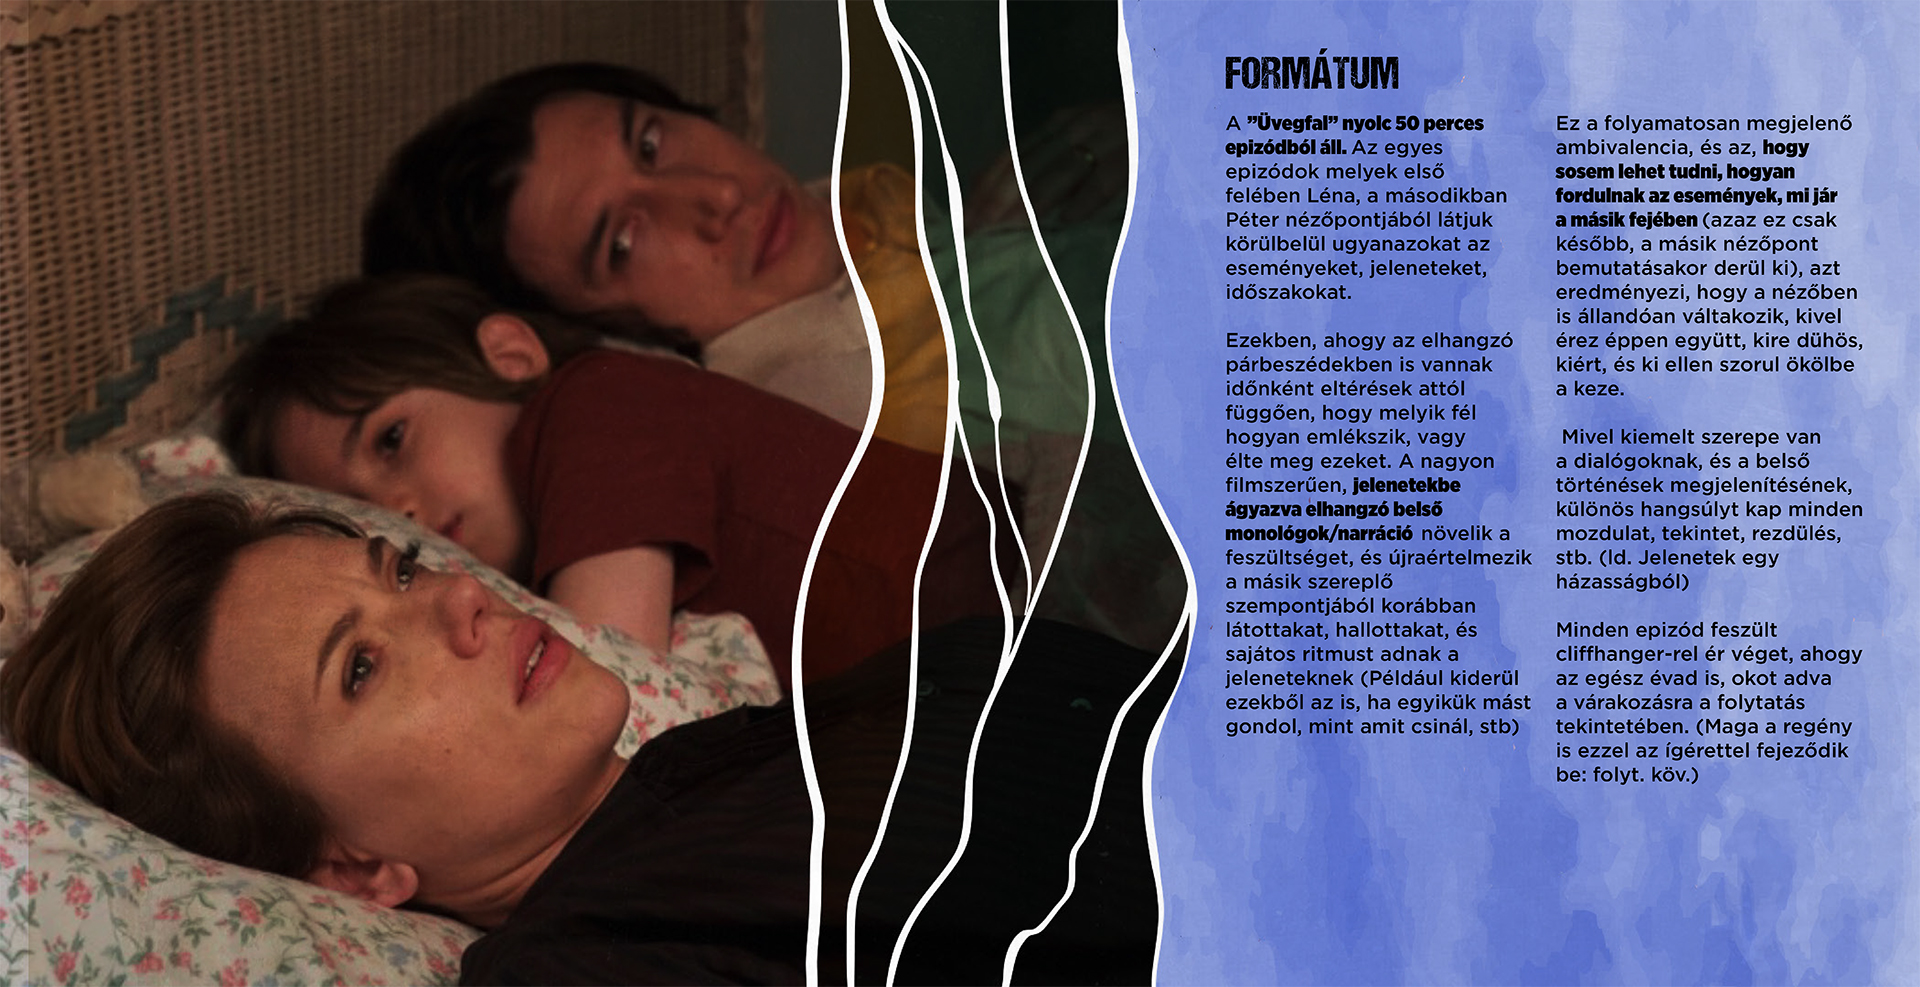 FORMÁTUM
A ”Üvegfal” nyolc 50 perces
epizódból áll. Az egyes
epizódok melyek első
felében Léna, a másodikban
Péter nézőpontjából látjuk
körülbelül ugyanazokat az
eseményeket, jeleneteket,
időszakokat.
Ezekben, ahogy az elhangzó
párbeszédekben is vannak
időnként eltérések attól
függően, hogy melyik fél
hogyan emlékszik, vagy
élte meg ezeket. A nagyon
filmszerűen, jelenetekbe
ágyazva elhangzó belső
monológok/narráció növelik a
feszültséget, és újraértelmezik
a másik szereplő
szempontjából korábban
látottakat, hallottakat, és
sajátos ritmust adnak a
jeleneteknek (Például kiderül
ezekből az is, ha egyikük mást
gondol, mint amit csinál, stb)
Ez a folyamatosan megjelenő
ambivalencia, és az, hogy
sosem lehet tudni, hogyan
fordulnak az események, mi jár
a másik fejében (azaz ez csak
később, a másik nézőpont
bemutatásakor derül ki), azt
eredményezi, hogy a nézőben
is állandóan váltakozik, kivel
érez éppen együtt, kire dühös,
kiért, és ki ellen szorul ökölbe
a keze.
Mivel kiemelt szerepe van
a dialógoknak, és a belső
történések megjelenítésének,
különös hangsúlyt kap minden
mozdulat, tekintet, rezdülés,
stb. (ld. Jelenetek egy
házasságból)
Minden epizód feszült
cliffhanger-rel ér véget, ahogy
az egész évad is, okot adva
a várakozásra a folytatás
tekintetében. (Maga a regény
is ezzel az ígérettel fejeződik
be: folyt. köv.)